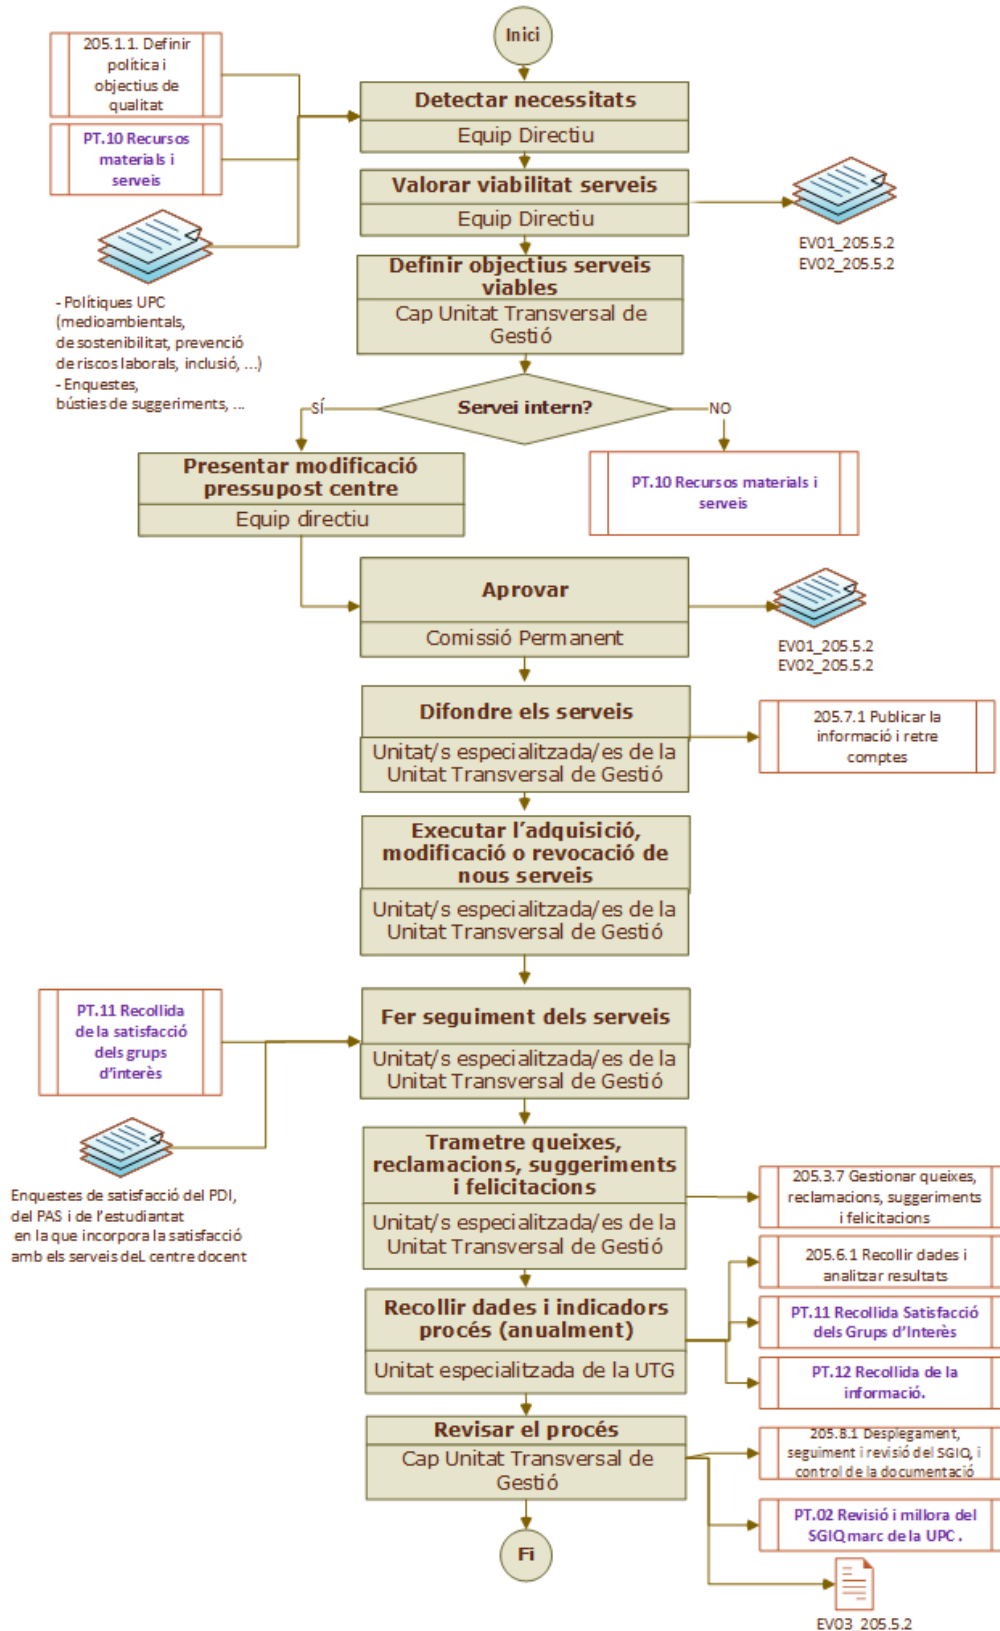 Inici
205.1.1. Definir
política i
objectius de
qualitat
PT.10 Recursos
materials i
serveis
- Polítiques UPC
(medioambientals,
de sostenibilitat, prevenció
de riscos laborals, inclusió, ...)
- Enquestes,
bústies de suggeriments, ...
Detectar necessitats
Equip Directiu
Valorar viabilitat serveis
Equip Directiu
EV01_205.5.2
EV02_205.5.2
Definir objectius serveis
viables
Cap Unitat Transversal de
Gestió
Servei intern?
SÍ
NO
Presentar modificació
pressupost centre
Equip directiu
PT.10 Recursos materials i
serveis
Aprovar
Comissió Permanent
EV01_205.5.2
EV02_205.5.2
Difondre els serveis
Unitat/s especialitzada/es de la
Unitat Transversal de Gestió
205.7.1 Publicar la
informació i retre
comptes
Executar l’adquisició,
modificació o revocació de
nous serveis
Unitat/s especialitzada/es de la
Unitat Transversal de Gestió
PT.11 Recollida
de la satisfacció
dels grups
d’interès
Enquestes de satisfacció del PDI,
del PAS i de l’estudiantat
en la que incorpora la satisfacció
amb els serveis deL centre docent
Fer seguiment dels serveis
Unitat/s especialitzada/es de la
Unitat Transversal de Gestió
Trametre queixes,
reclamacions, suggeriments
i felicitacions
Unitat/s especialitzada/es de la
Unitat Transversal de Gestió
205.3.7 Gestionar queixes,
reclamacions, suggeriments
i felicitacions
Recollir dades i indicadors
procés (anualment)
Unitat especialitzada de la UTG
205.6.1 Recollir dades i
analitzar resultats
PT.11 Recollida Satisfacció
dels Grups d’Interès
PT.12 Recollida de la
informació.
Revisar el procés
Cap Unitat Transversal de
Gestió
205.8.1 Desplegament,
seguiment i revisió del SGIQ, i
control de la documentació
PT.02 Revisió i millora del
SGIQ marc de la UPC .
EV03_205.5.2
Fi